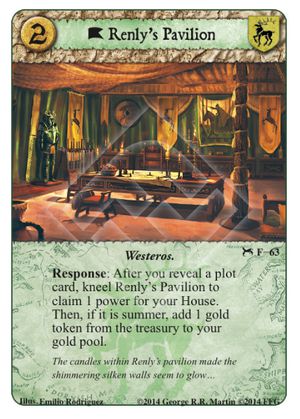 2
Renly's Pavilion
Westeros.
F-63
Response: After you reveal a plot
card, kneel Renly's Pavilion to
claim 1 power for your House.
Then, if it is summer, add 1 gold
token from the treasury to your
gold pool.
The candles within Renly's pavilion made the
shimmering silken walls seem to glow...
Illus. Emilio Rodriguez
©2014 George R.R. Martin ©2014 FFG